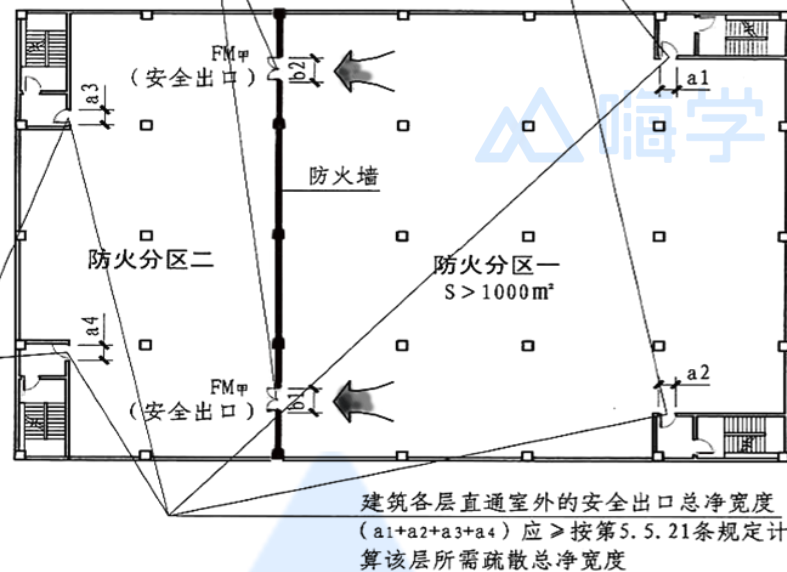 FM甲
(安全出口)
b2
a3
a1
嗨学
防火墙
防火分区二
防火分区一
S>1000m²
a4
a2
FM甲
(安全出口)
b1
建筑各层直通室外的安全出口总净宽度
(a1+a2+a3+a4)应≥按第5.5.21条规定计
算该层所需疏散总净宽度